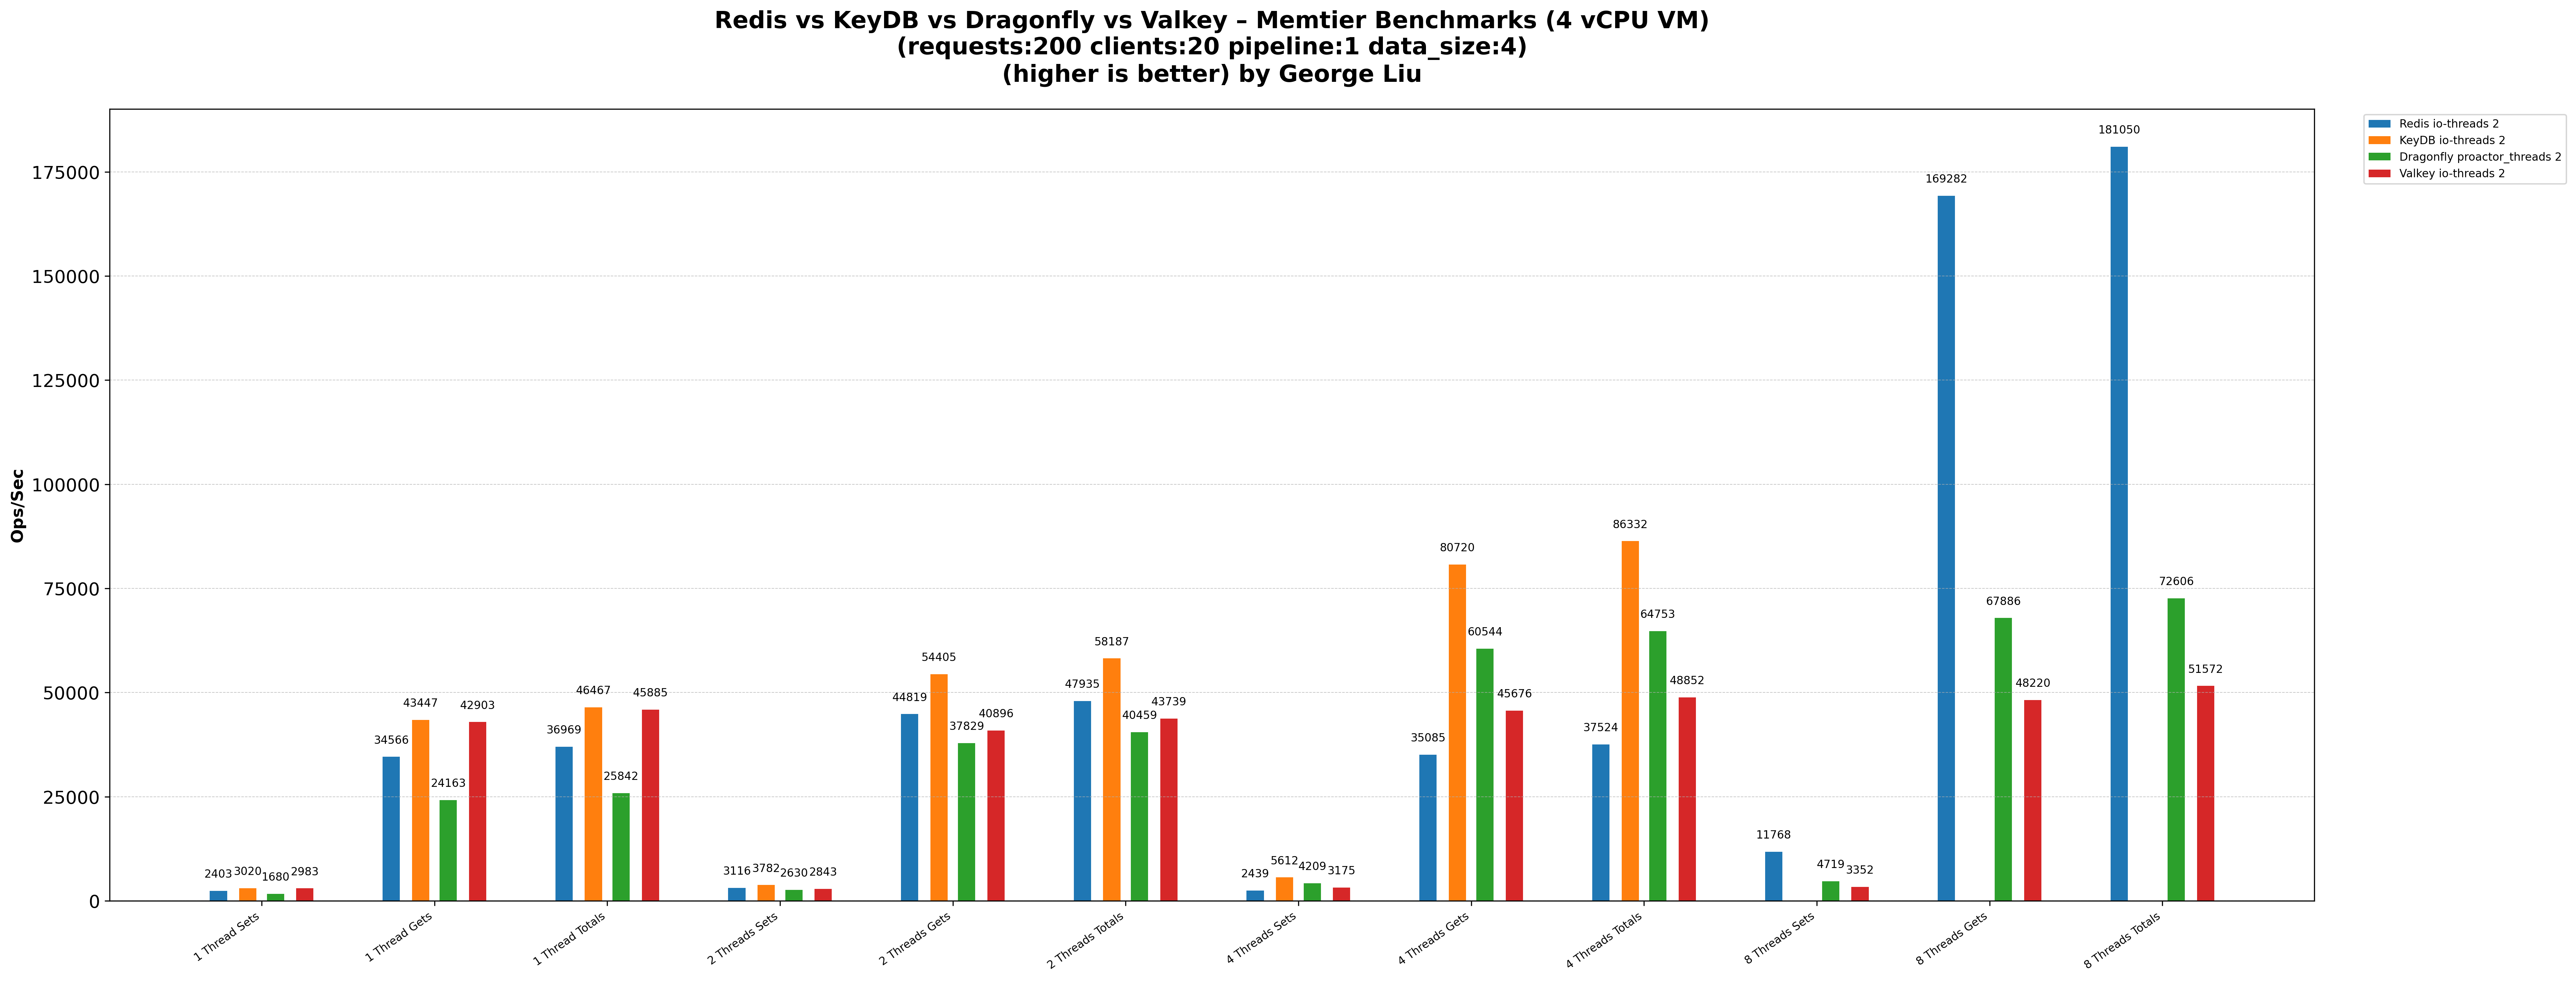 Redis vs KeyDB vs Dragonfly vs Valkey – Memtier Benchmarks (4 vCPU VM)
(requests:200 clients:20 pipeline:1 data_size:4)
(higher is better) by George Liu
Redis io-threads 2
KeyDB io-threads 2
Dragonfly proactor_threads 2
Valkey io-threads 2
Ops/Sec
175000
150000
125000
100000
75000
50000
25000
0
2403 3020 1680 2983
34566 43447 24163 42903
36969 46467 25842 45885
3116 3782 2630 2843
44819 54405 37829 40896
47935 58187 40459 43739
2439 5612 4209 3175
35085 80720 60544 45676
37524 86332 64753 48852
11768 4719 3352
169282 67886 48220
181050 72606 51572
1 Thread Sets
1 Thread Gets
1 Thread Totals
2 Threads Sets
2 Threads Gets
2 Threads Totals
4 Threads Sets
4 Threads Gets
4 Threads Totals
8 Threads Sets
8 Threads Gets
8 Threads Totals